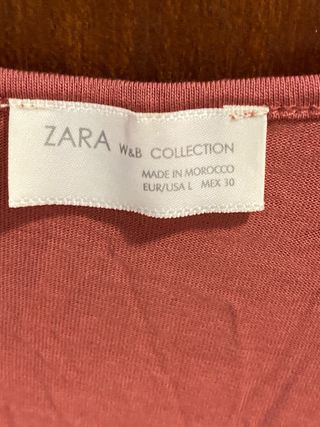 ZARA W&B COLLECTION
MADE IN MOROCCO
EUR/USA L MEX 30